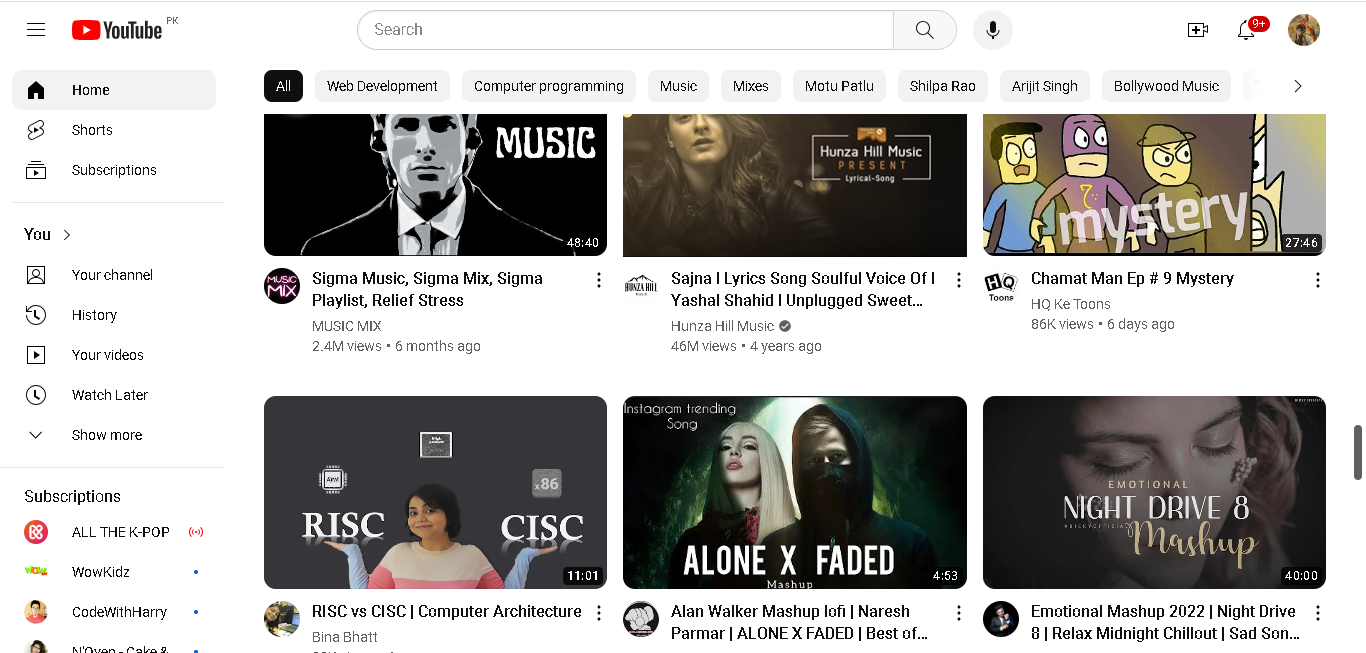 YouTube PK
Search
9+
Home
Shorts
Subscriptions
You
Your channel
History
Your videos
Watch Later
Show more
Subscriptions
ALL THE K-POP
WowKidz
CodeWithHarry
All
Web Development
Computer programming
Music
Mixes
Motu Patlu
Shilpa Rao
Arijit Singh
Bollywood Music
MUSIC
48:40
MUSIC
MIX
Sigma Music, Sigma Mix, Sigma
Playlist, Relief Stress
MUSIC MIX
2.4M views • 6 months ago
Hunza Hill Music
PRESENT
Lyrical-Song
Sajna I Lyrics Song Soulful Voice Of I
Yashal Shahid I Unplugged Sweet...
Hunza Hill Music
46M views • 4 years ago
mystery
27:46
HQ
Toons
Chamat Man Ep # 9 Mystery
HQ Ke Toons
86K views • 6 days ago
x86
RISC
CISC
11:01
RISC vs CISC | Computer Architecture
Bina Bhatt
Instagram trending
Song
ALONE X FADED
Mashup
4:53
Alan Walker Mashup lofi | Naresh
Parmar | ALONE X FADED | Best of...
EMOTIONAL
NIGHT DRIVE 8
Mashup
40:00
Emotional Mashup 2022 | Night Drive
8 | Relax Midnight Chillout | Sad Son...